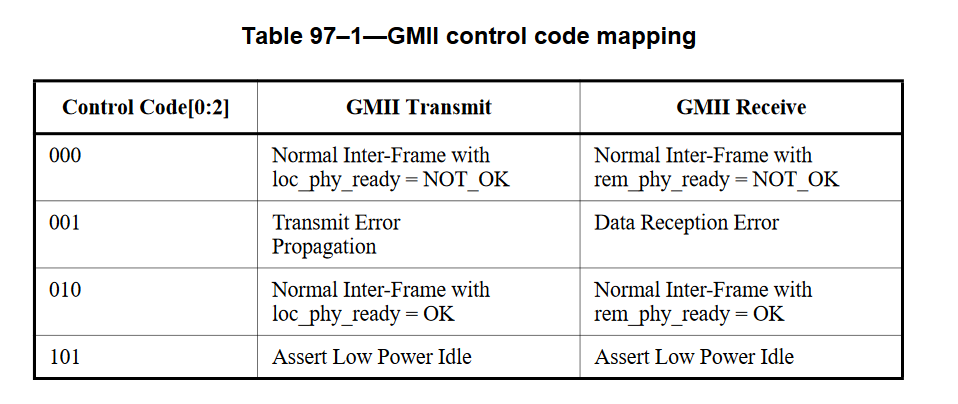 Table 97–1—GMII control code mapping
Control Code[0:2] GMII Transmit GMII Receive
000 Normal Inter-Frame with Normal Inter-Frame with
loc_phy_ready = NOT_OK rem_phy_ready = NOT_OK
001 Transmit Error Data Reception Error
Propagation
010 Normal Inter-Frame with Normal Inter-Frame with
loc_phy_ready = OK rem_phy_ready = OK
101 Assert Low Power Idle Assert Low Power Idle